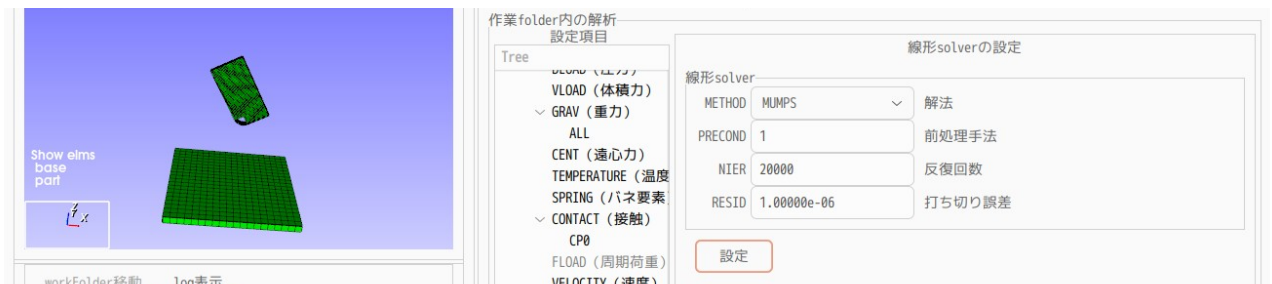 作業folder内の解析
設定項目
Tree
DLOAD (圧力)
VLOAD (体積力)
GRAV (重力)
ALL
CENT (遠心力)
TEMPERATURE (温度
SPRING (バネ要素
CONTACT (接触)
CP0
FLOAD (周期荷重)
VELOCITY (速度)
線形solverの設定
線形solver
METHOD MUMPS 解法
PRECOND 1 前処理手法
NIER 20000 反復回数
RESID 1.00000e-06 打ち切り誤差
設定
Show elms
base
part
z x
workFolder移動 log表示